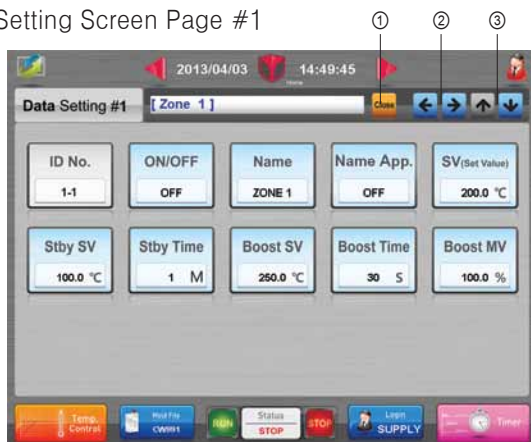 Setting Screen Page #1
① ② ③
2013/04/03 Home 14:49:45
Data Setting #1 [ Zone 1 ] Close
ID No. ON/OFF Name Name App. SV(Set Value)
1-1 OFF ZONE 1 OFF 200.0 ℃
Stby SV Stby Time Boost SV Boost Time Boost MV
100.0 ℃ 1 M 250.0 ℃ 30 S 100.0 %
Temp. Control Mold File CW001 RUN Status STOP STOP Login SUPPLY Timer